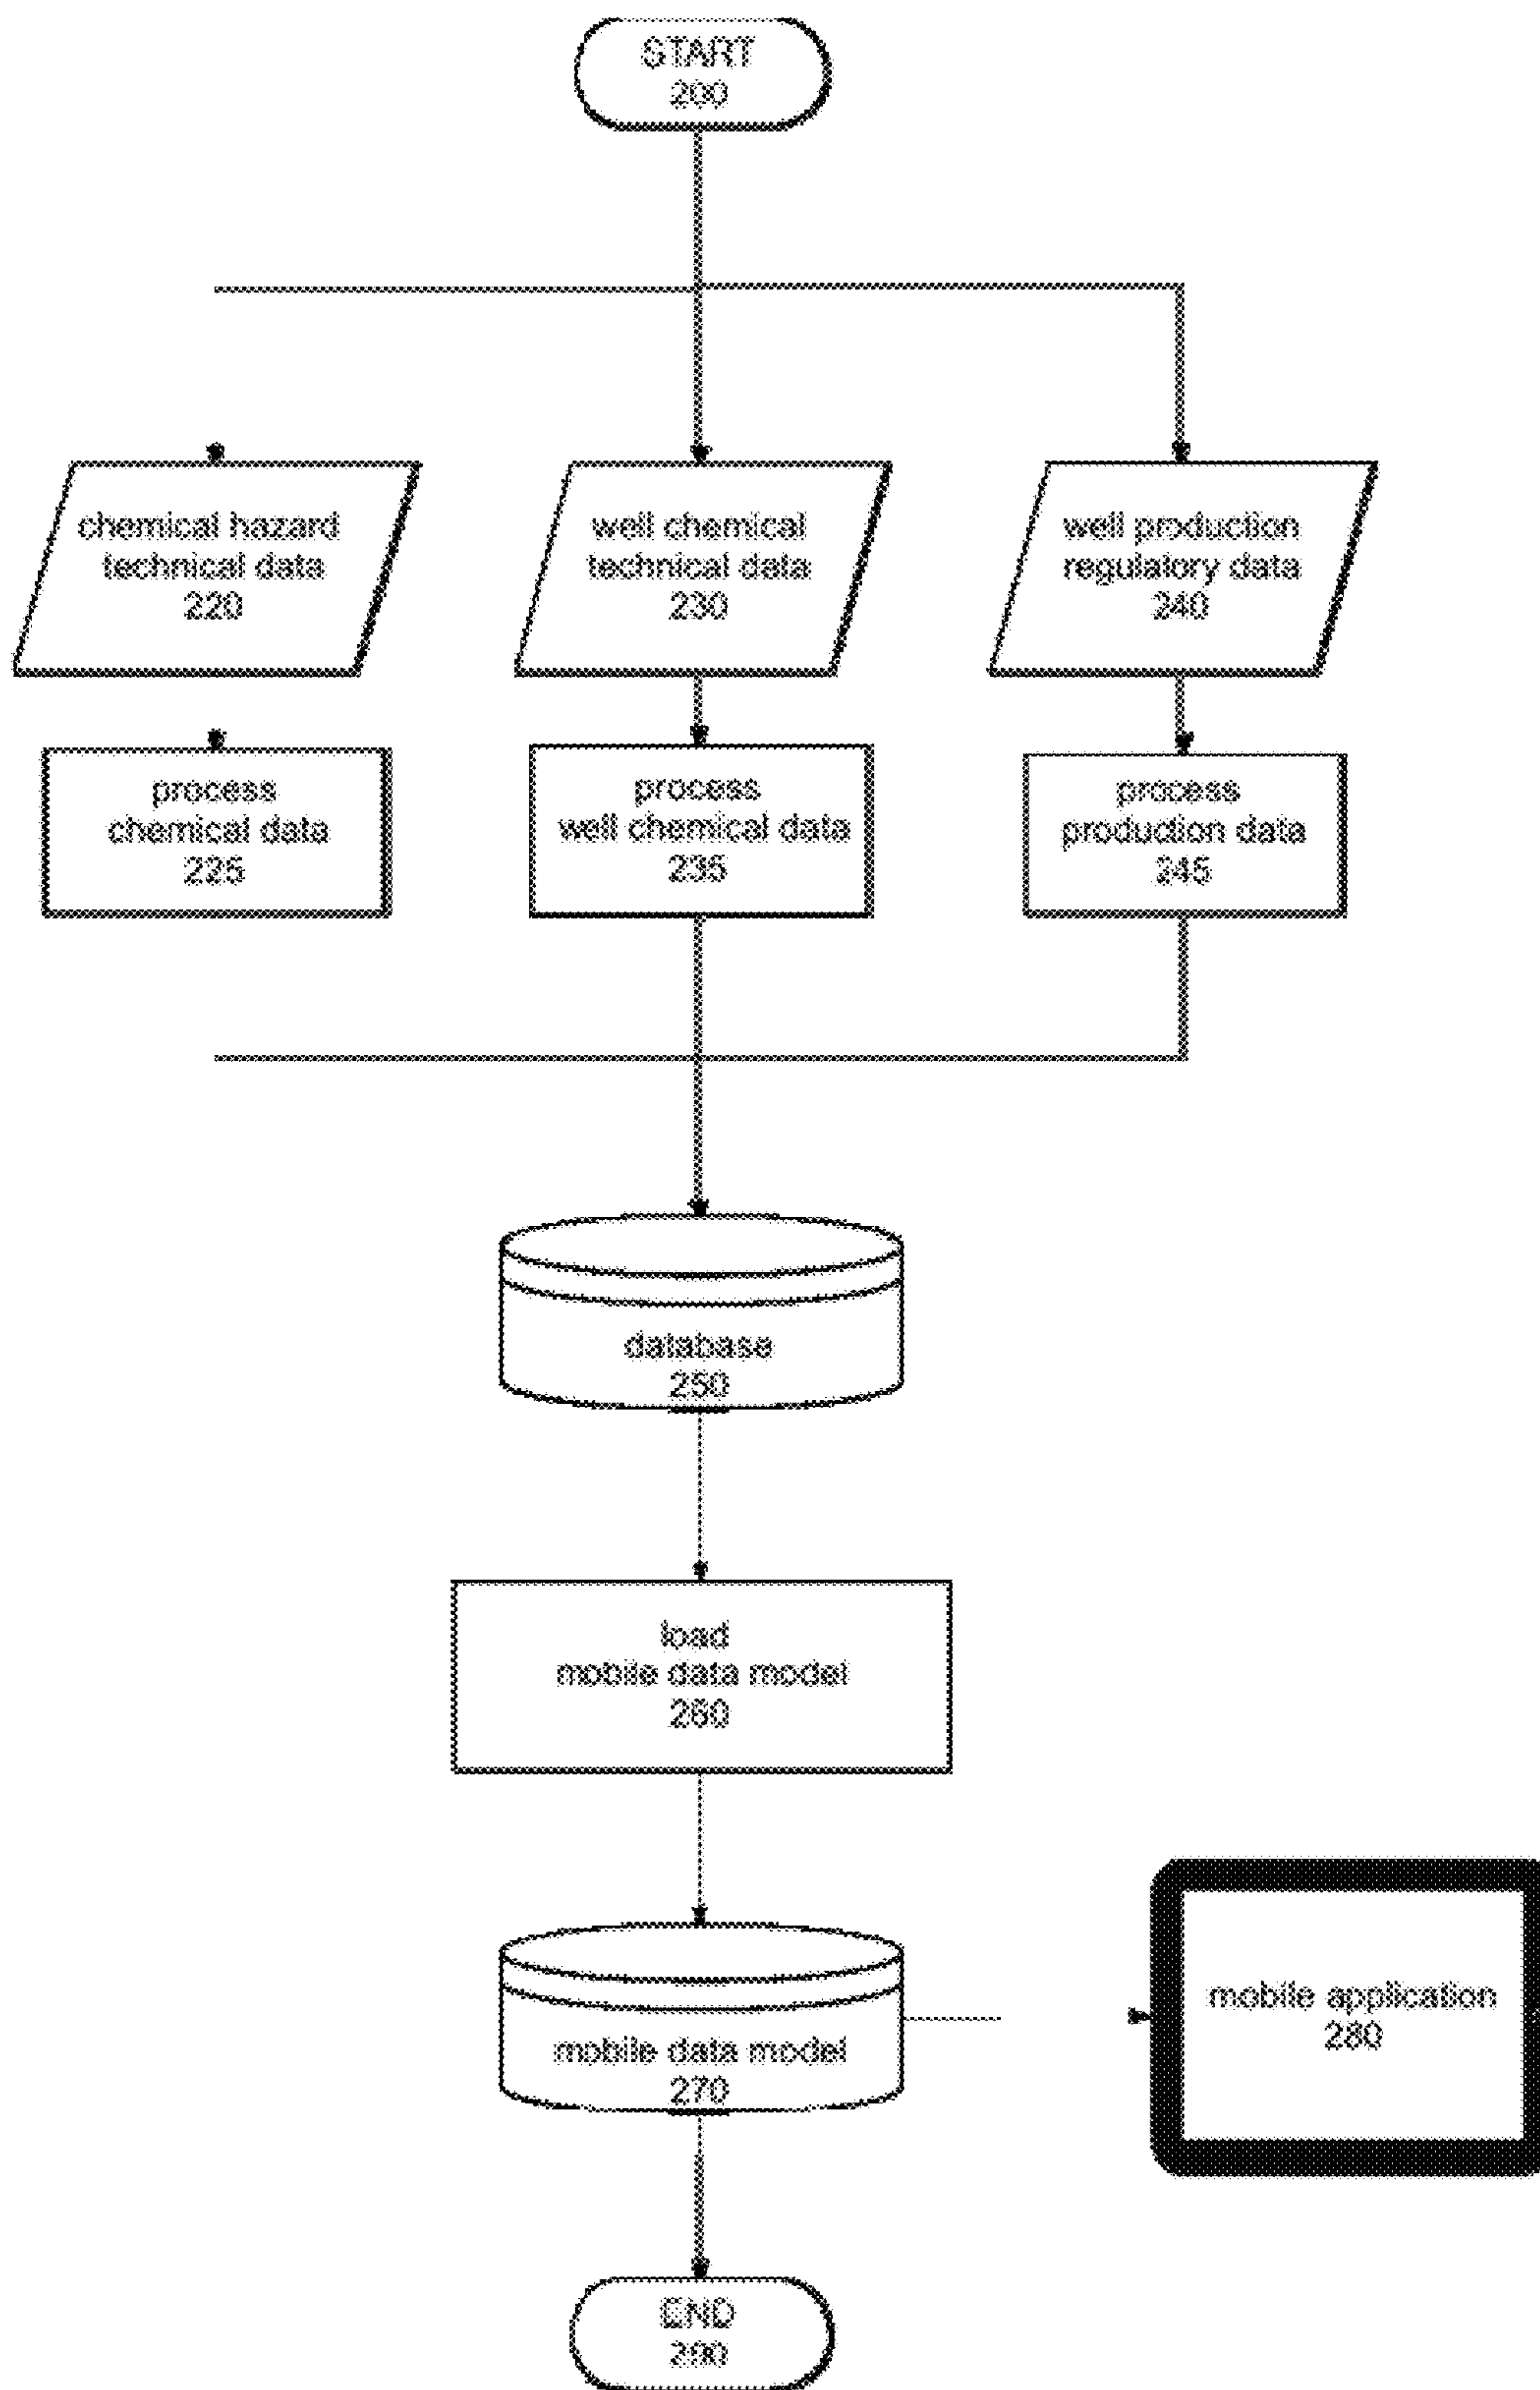 START
200
chemical hazard
technical data
220
well chemical
technical data
230
well production
regulatory data
240
process
chemical data
225
process
well chemical data
235
process
production data
245
database
250
load
mobile data model
260
mobile data model
270
mobile application
280
END
290